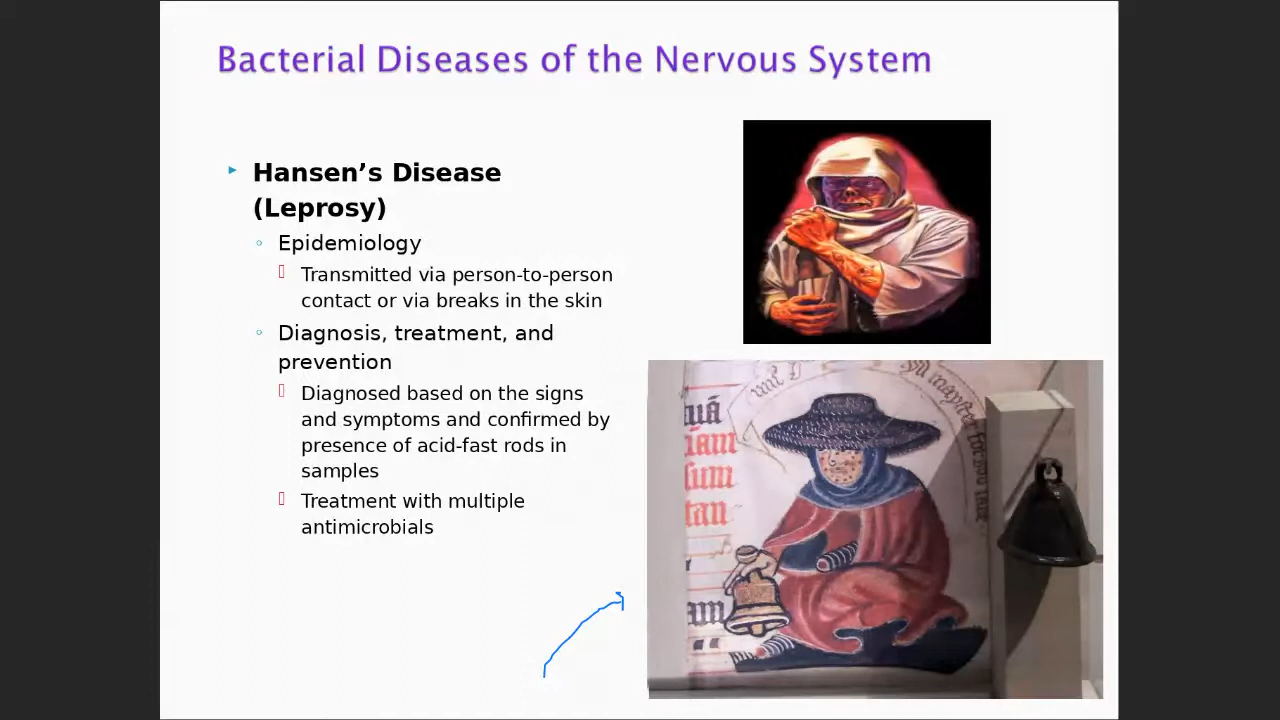 Bacterial Diseases of the Nervous System
Hansen’s Disease
(Leprosy)
Epidemiology
Transmitted via person-to-person
contact or via breaks in the skin
Diagnosis, treatment, and
prevention
Diagnosed based on the signs
and symptoms and confirmed by
presence of acid-fast rods in
samples
Treatment with multiple
antimicrobials